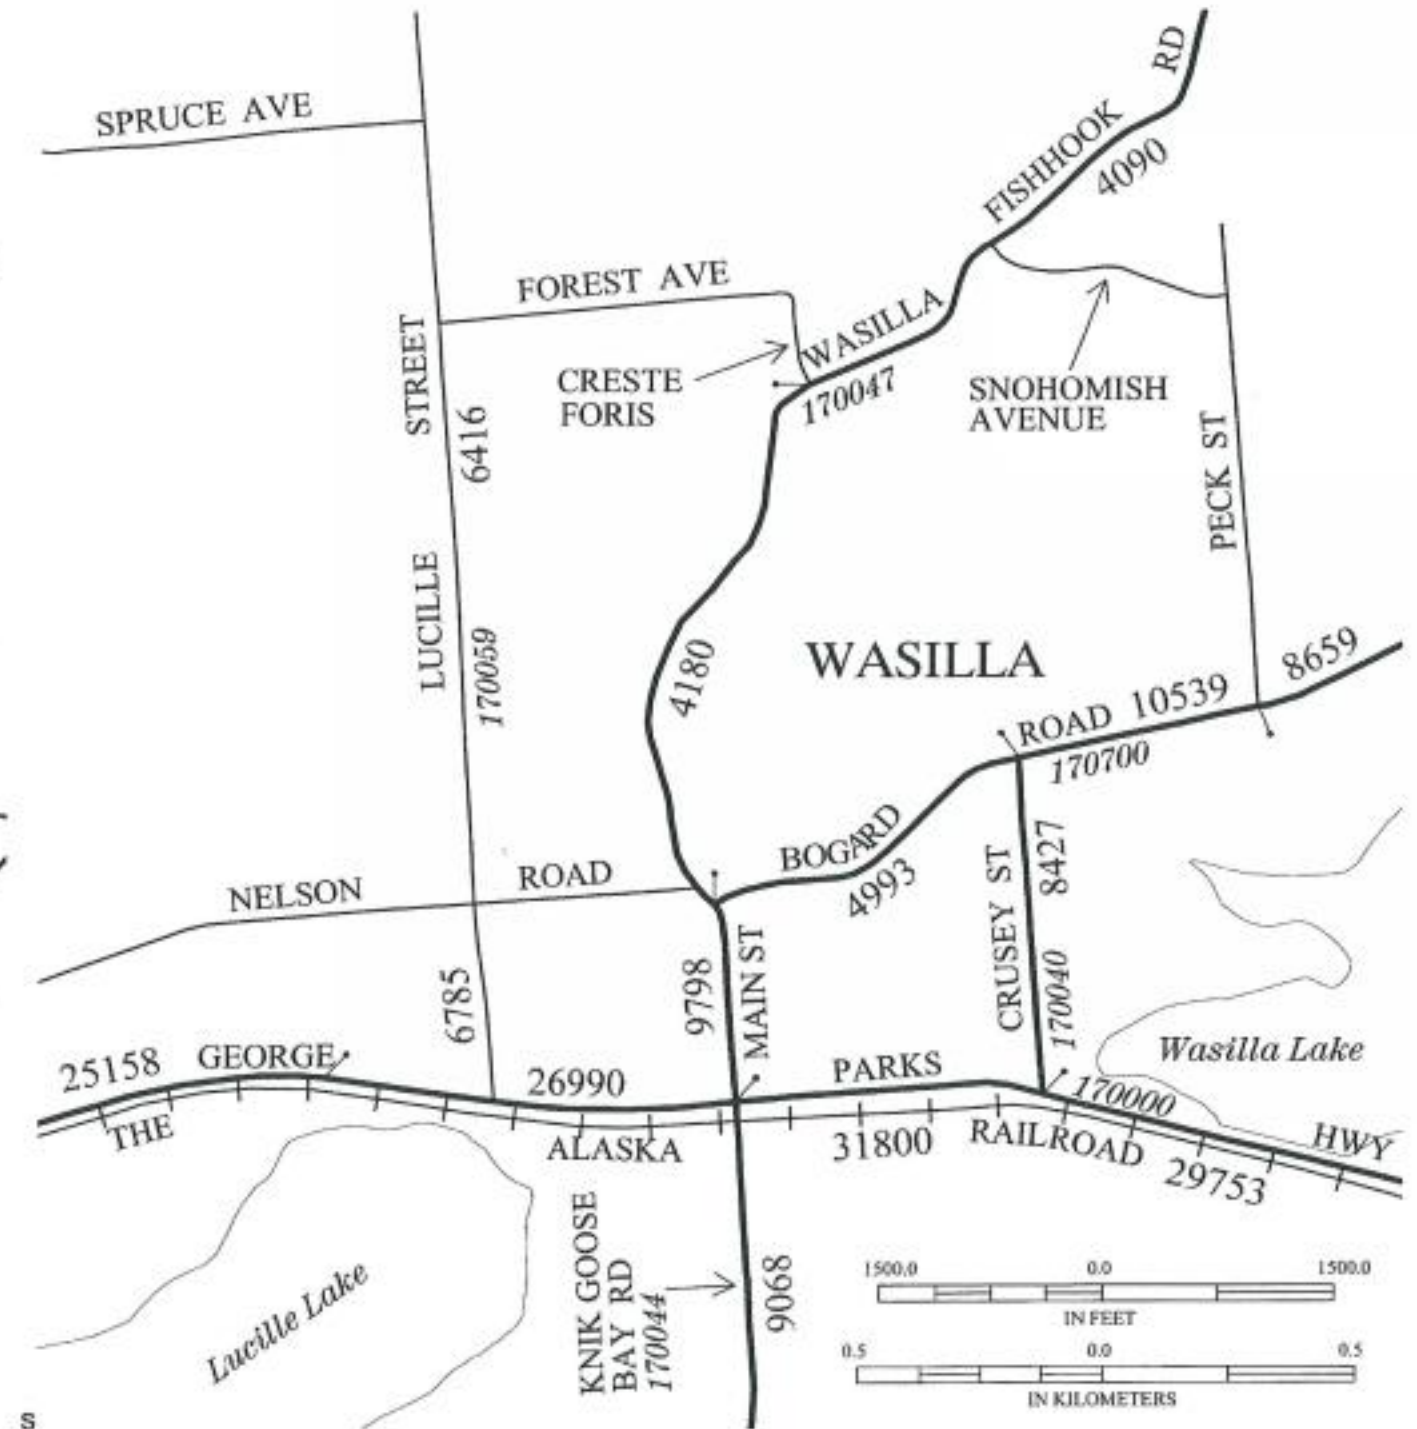 RD
SPRUCE AVE
FISHHOOK
4090
FOREST AVE
WASILLA
STREET
CRESTE
FORIS
170047
SNOHOMISH
AVENUE
6416
PECK ST
LUCILLE
170059
4180
WASILLA
8659
10539
ROAD
170700
BOGARD
4993
8427
CRUSEY ST
170040
NELSON
ROAD
6785
9798
MAIN ST
25158
GEORGE
26990
PARKS
170000
Wasilla Lake
THE
ALASKA
31800
RAILROAD
HWY
29753
KNIK GOOSE
BAY RD
170044
9068
Lucille Lake
1500.0 0.0 1500.0
IN FEET
0.5 0.0 0.5
IN KILOMETERS
s